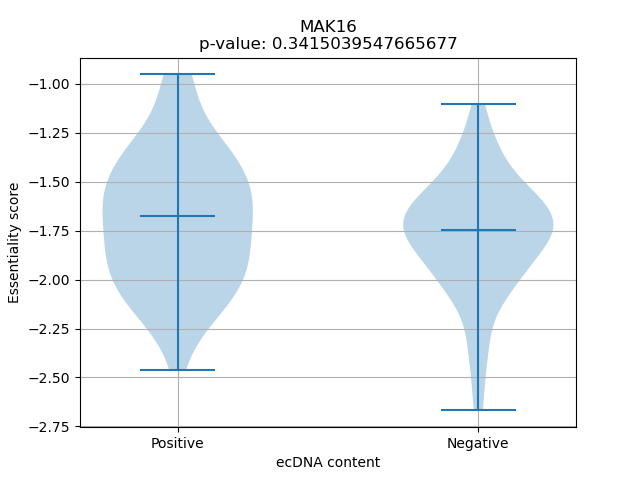 MAK16
p-value: 0.3415039547665677
Essentiality score
−1.00
−1.25
−1.50
−1.75
−2.00
−2.25
−2.50
−2.75
Positive
Negative
ecDNA content